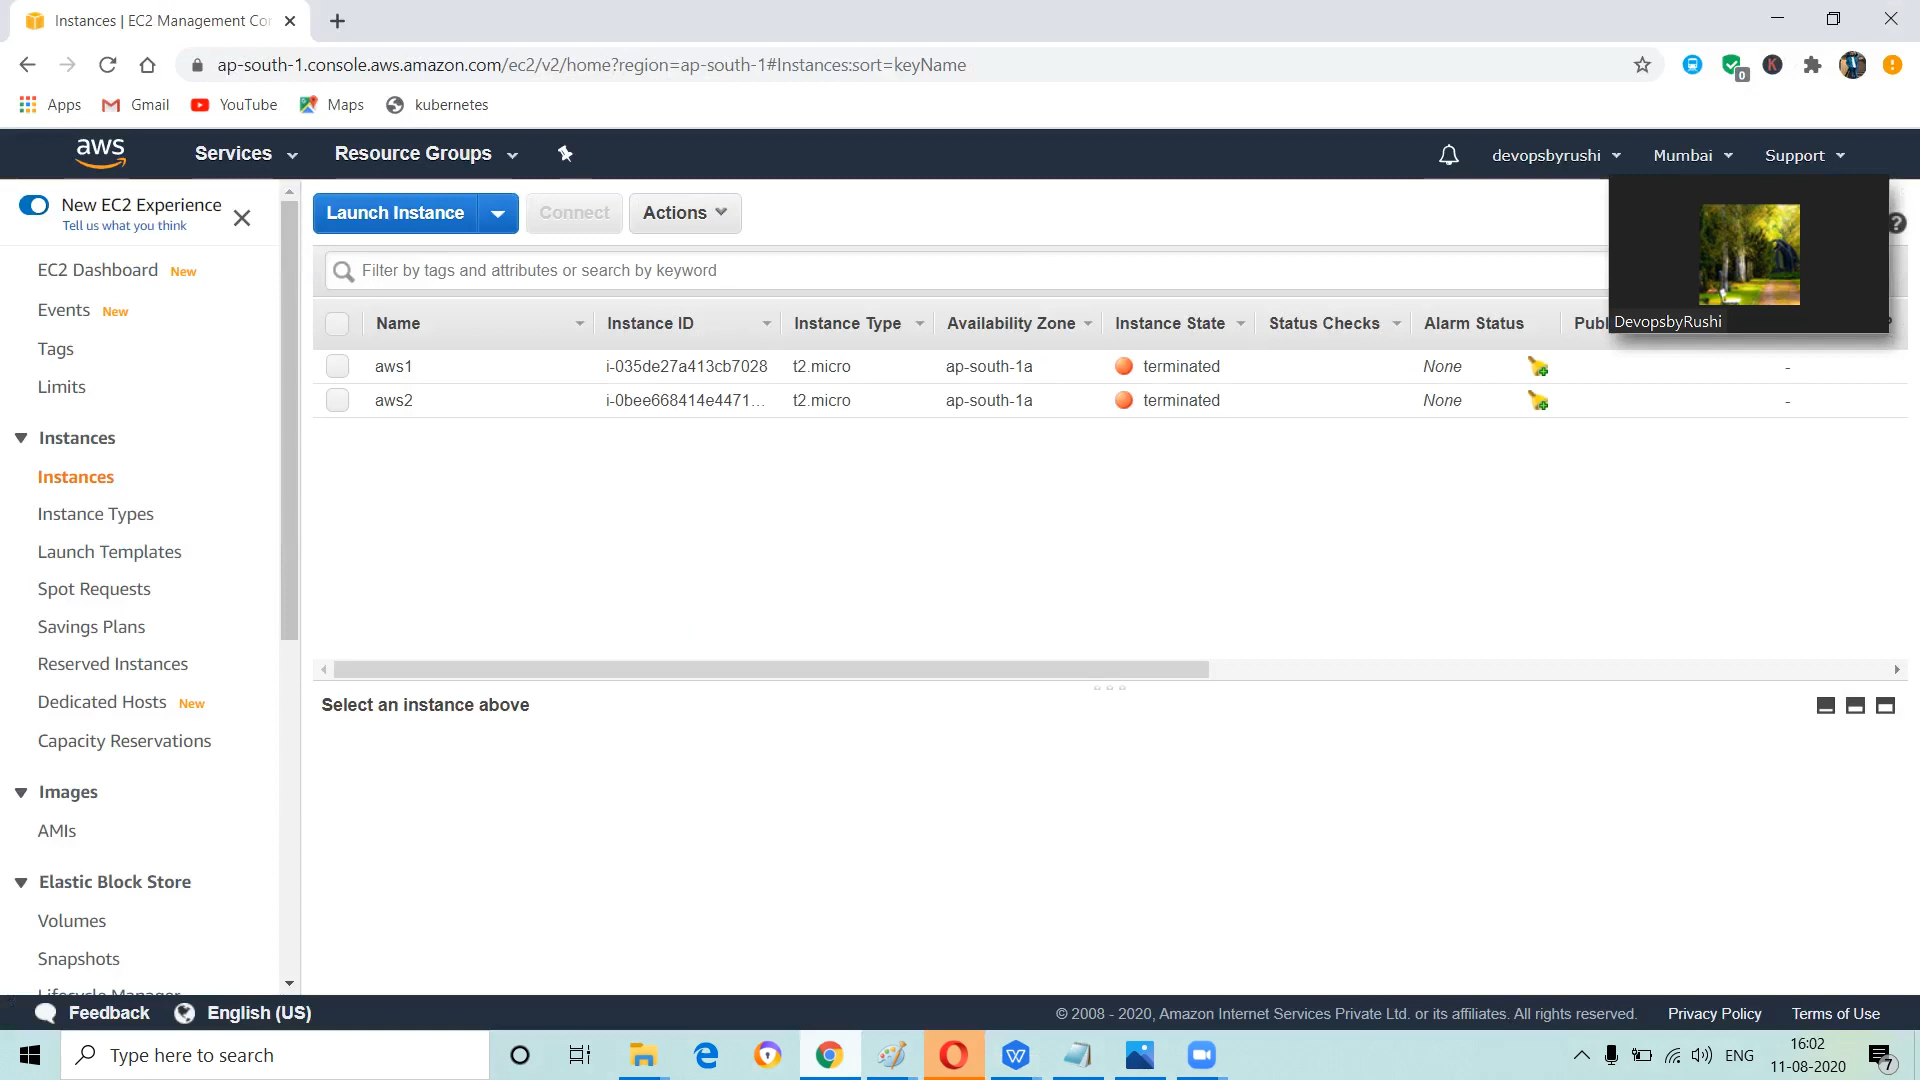 Instances | EC2 Management Con
ap-south-1.console.aws.amazon.com/ec2/v2/home?region=ap-south-1#Instances:sort=keyName
0
K
Apps
Gmail
YouTube
Maps
kubernetes
aws
Services
Resource Groups
devopsbyrushi
Mumbai
Support
New EC2 Experience
Tell us what you think
Launch Instance
Connect
Actions
DevopsbyRushi
Filter by tags and attributes or search by keyword
Name
Instance ID
Instance Type
Availability Zone
Instance State
Status Checks
Alarm Status
aws1
i-035de27a413cb7028
t2.micro
ap-south-1a
terminated
None
-
aws2
i-0bee668414e4471...
t2.micro
ap-south-1a
terminated
None
-
EC2 Dashboard New
Events New
Tags
Limits
Instances
Instances
Instance Types
Launch Templates
Spot Requests
Savings Plans
Reserved Instances
Dedicated Hosts New
Capacity Reservations
Images
AMIs
Elastic Block Store
Volumes
Snapshots
Lifecycle Manager
Select an instance above
Feedback
English (US)
© 2008 - 2020, Amazon Internet Services Private Ltd. or its affiliates. All rights reserved.
Privacy Policy
Terms of Use
Type here to search
ENG
16:02
11-08-2020
7